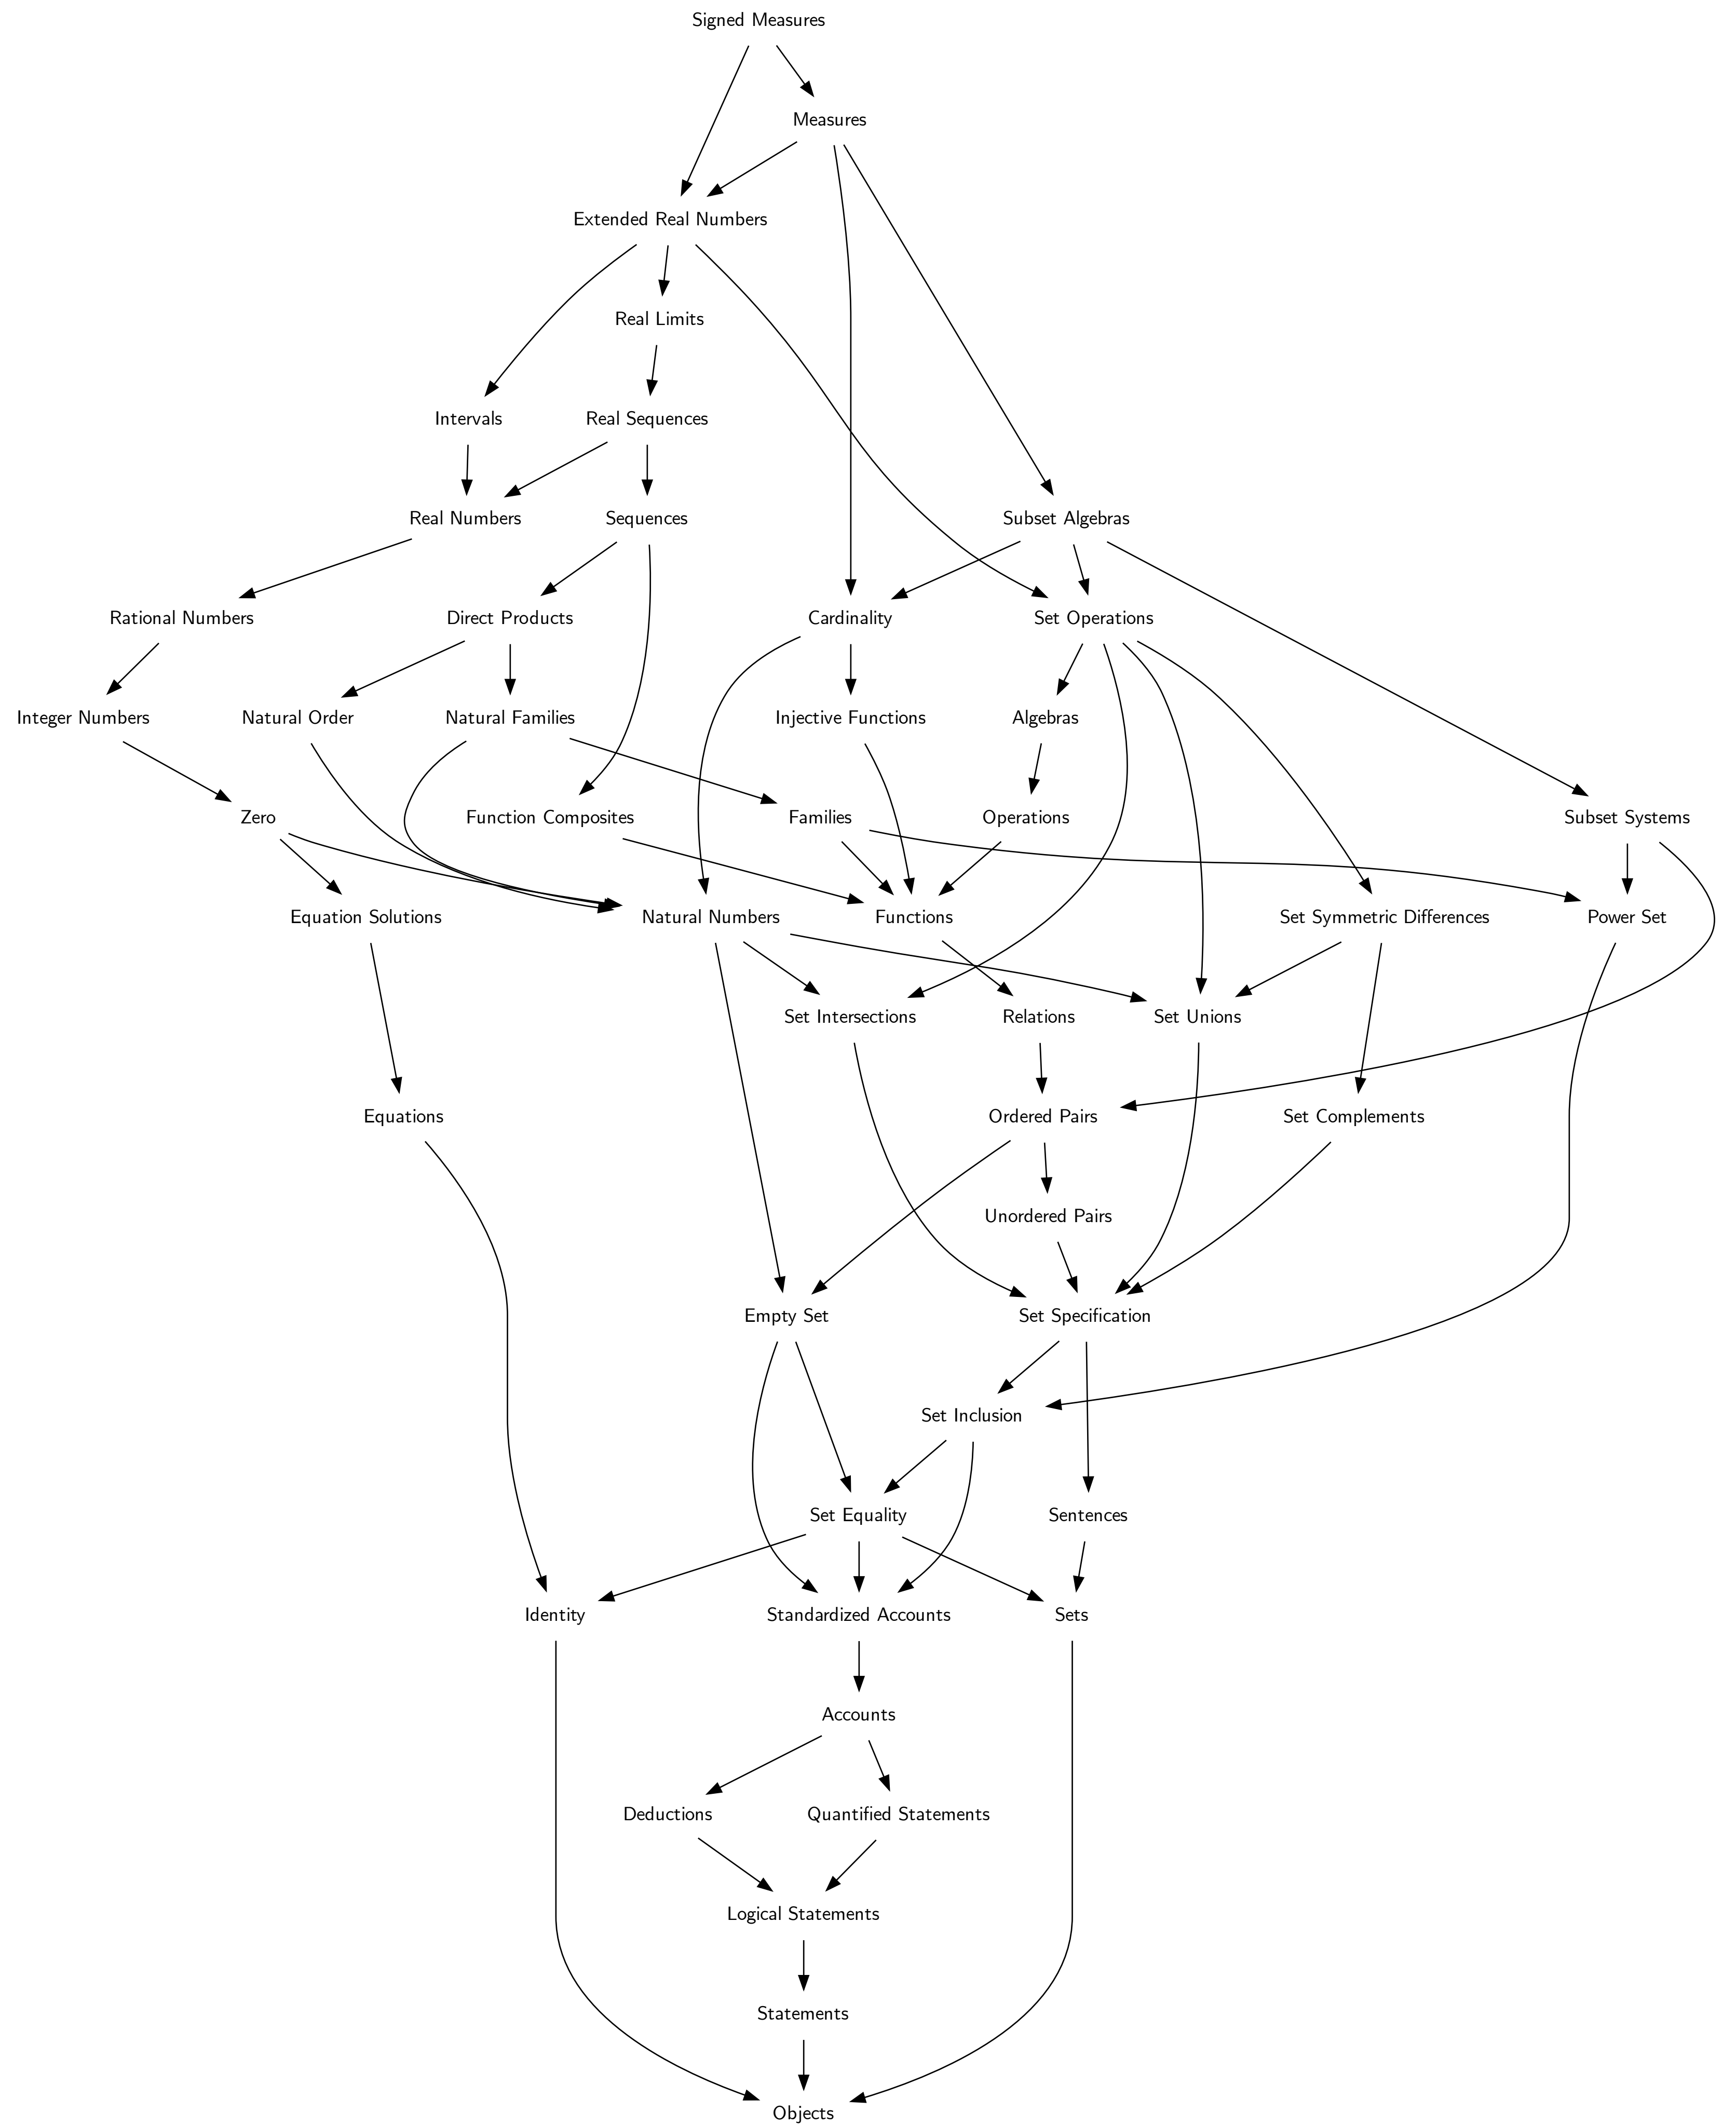 Signed Measures
Measures
Extended Real Numbers
Real Limits
Intervals
Real Sequences
Real Numbers
Sequences
Subset Algebras
Rational Numbers
Direct Products
Cardinality
Set Operations
Integer Numbers
Natural Order
Natural Families
Injective Functions
Algebras
Zero
Function Composites
Families
Operations
Subset Systems
Equation Solutions
Natural Numbers
Functions
Set Symmetric Differences
Power Set
Set Intersections
Relations
Set Unions
Equations
Ordered Pairs
Set Complements
Unordered Pairs
Empty Set
Set Specification
Set Inclusion
Set Equality
Sentences
Identity
Standardized Accounts
Sets
Accounts
Deductions
Quantified Statements
Logical Statements
Statements
Objects